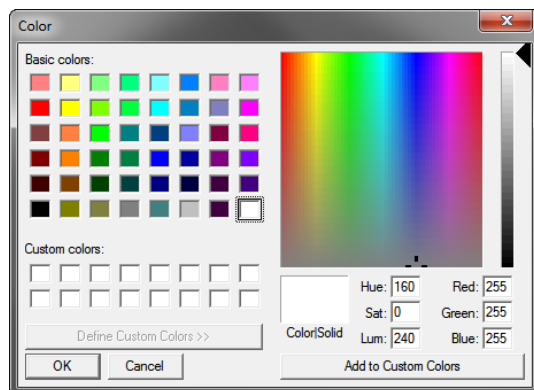 Color
Basic colors:
Custom colors:
Define Custom Colors >>
OK
Cancel
Hue: 160
Red: 255
Sat: 0
Green: 255
Color|Solid
Lum: 240
Blue: 255
Add to Custom Colors